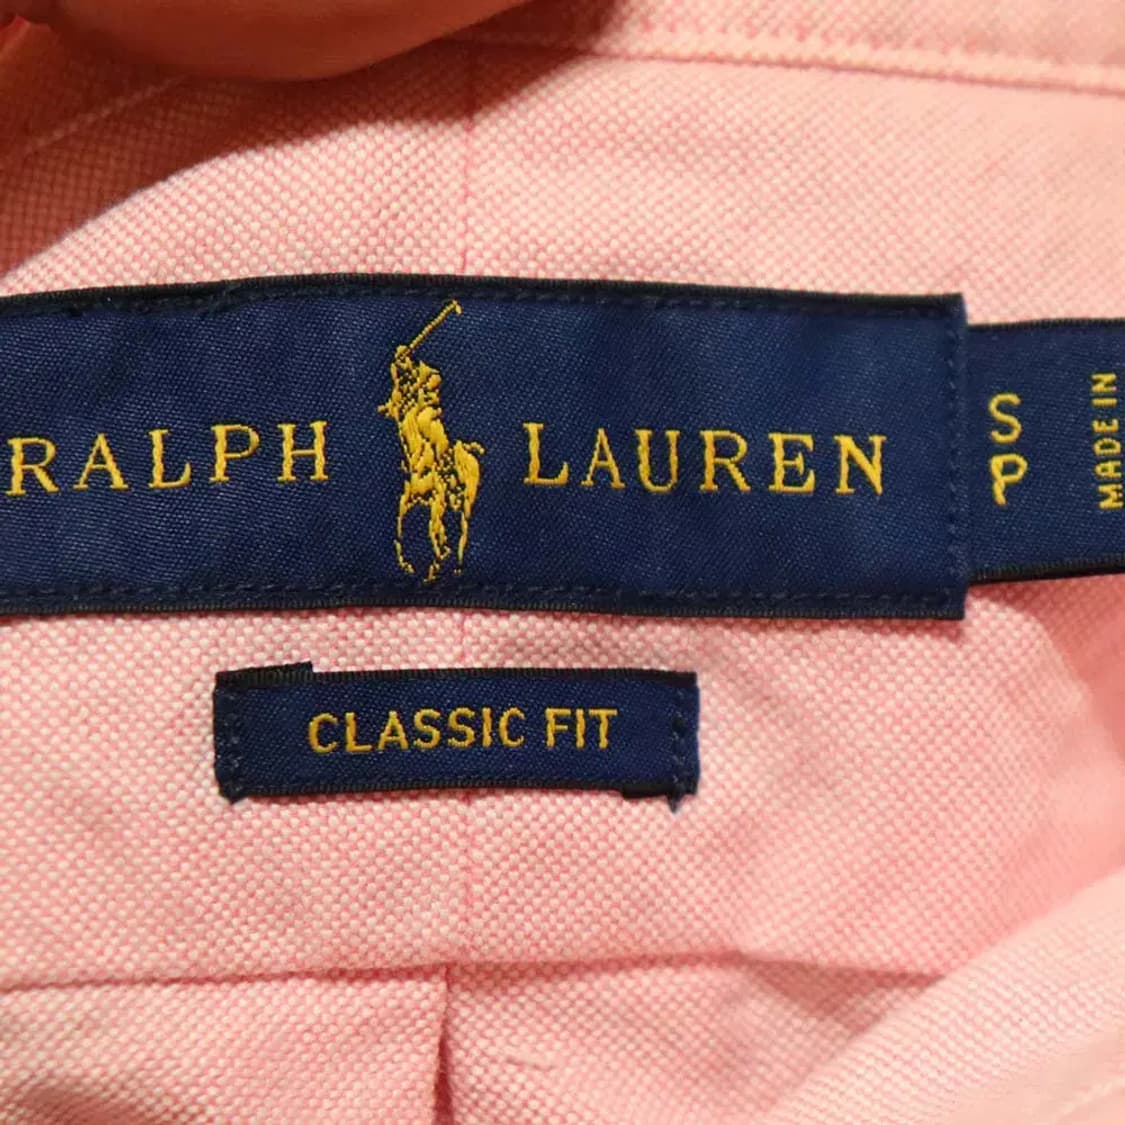 RALPH LAUREN
S
P
MADE IN
CLASSIC FIT